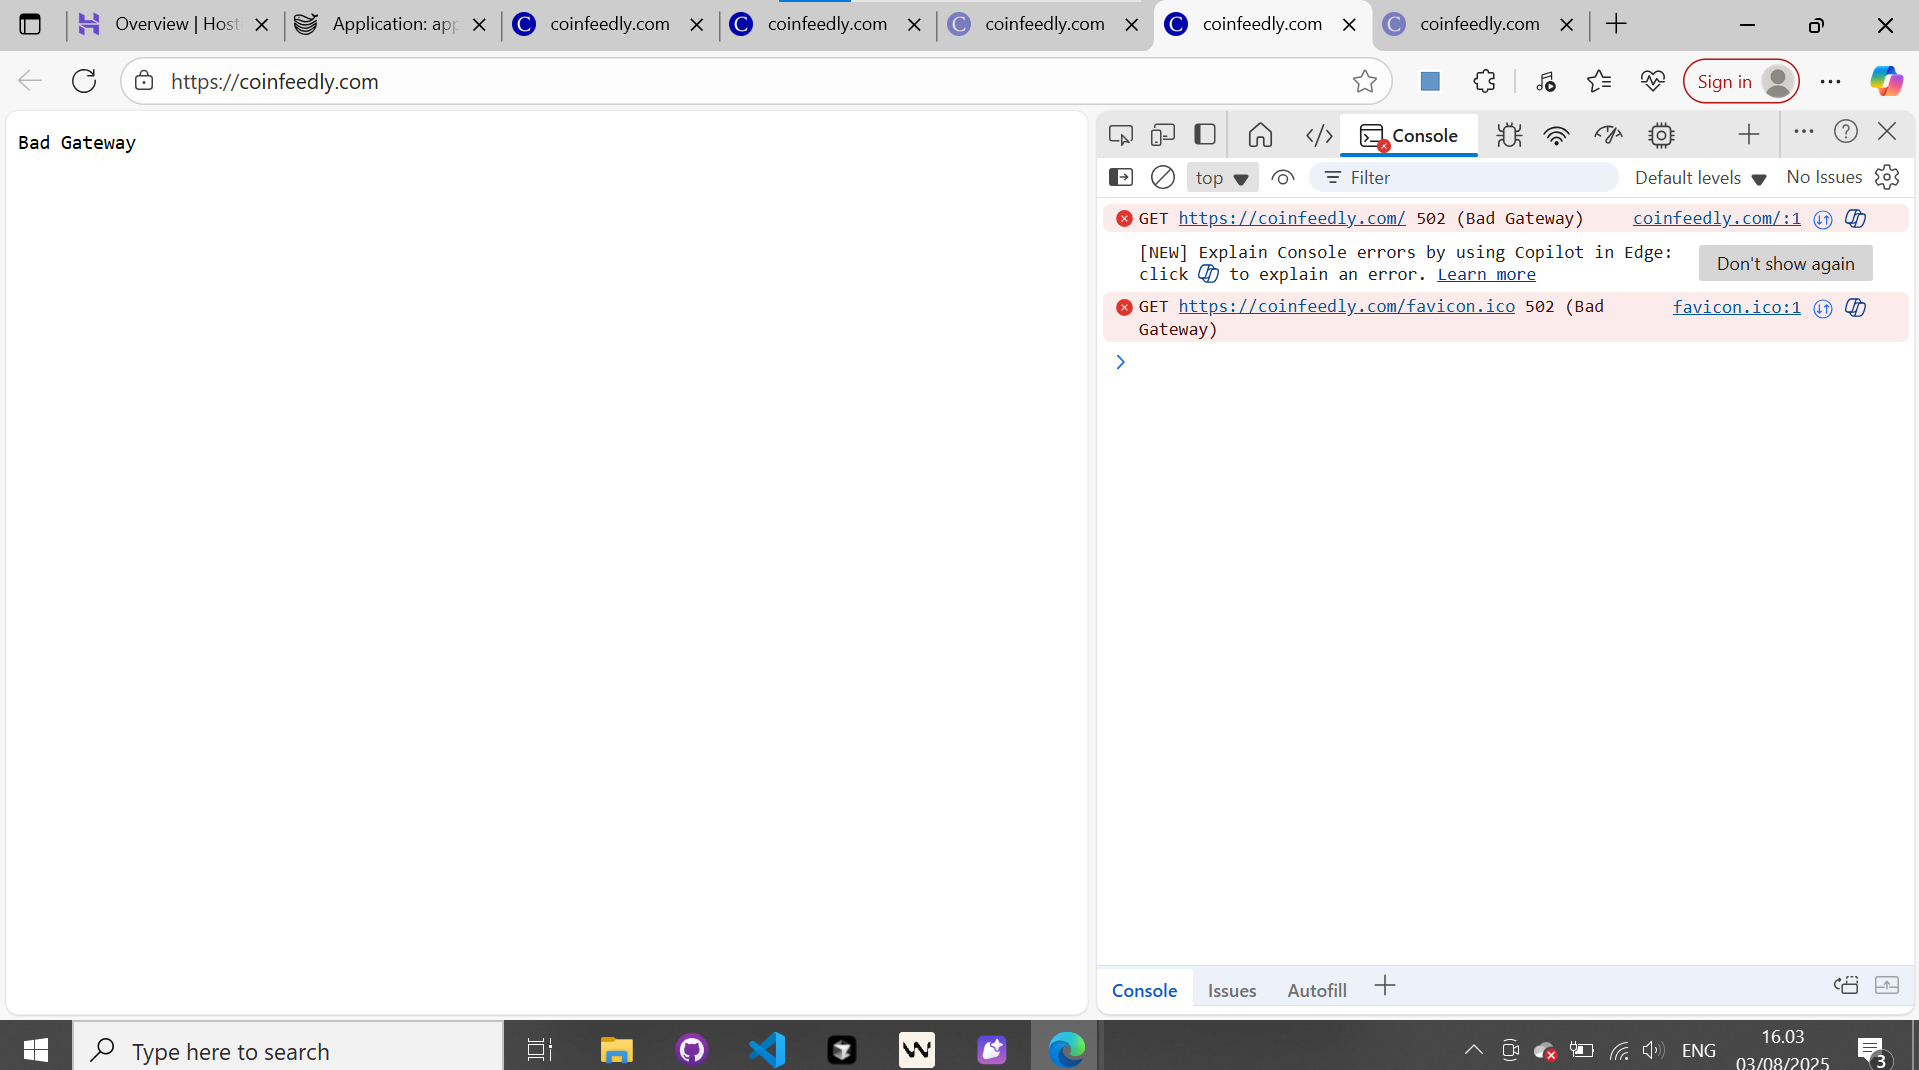 Overview | Host
Application: app
coinfeedly.com
coinfeedly.com
coinfeedly.com
coinfeedly.com
coinfeedly.com
https://coinfeedly.com
Sign in
Bad Gateway
Console
top
Filter
Default levels
No Issues
GET https://coinfeedly.com/ 502 (Bad Gateway)
coinfeedly.com/:1
[NEW] Explain Console errors by using Copilot in Edge:
click to explain an error. Learn more
Don't show again
GET https://coinfeedly.com/favicon.ico 502 (Bad
Gateway)
favicon.ico:1
Console
Issues
Autofill
Type here to search
ENG
16.03
03/08/2025
3